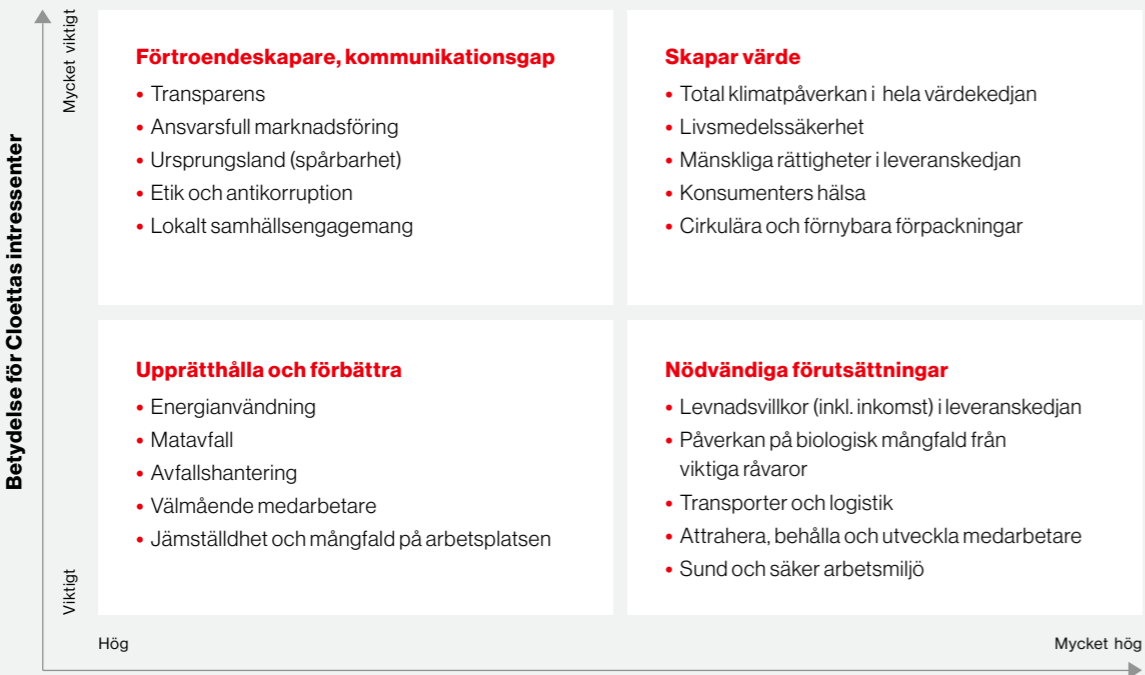 Betydelse för Cloettas intressenter
Mycket viktigt
Viktigt
Förtroendeskapare, kommunikationsgap
• Transparens
• Ansvarsfull marknadsföring
• Ursprungsland (spårbarhet)
• Etik och antikorruption
• Lokalt samhällsengagemang
Skapar värde
• Total klimatpåverkan i hela värdekedjan
• Livsmedelssäkerhet
• Mänskliga rättigheter i leveranskedjan
• Konsumenters hälsa
• Cirkulära och förnybara förpackningar
Upprätthålla och förbättra
• Energianvändning
• Matavfall
• Avfallshantering
• Välmående medarbetare
• Jämställdhet och mångfald på arbetsplatsen
Nödvändiga förutsättningar
• Levnadsvillkor (inkl. inkomst) i leveranskedjan
• Påverkan på biologisk mångfald från
viktiga råvaror
• Transporter och logistik
• Attrahera, behålla och utveckla medarbetare
• Sund och säker arbetsmiljö
Hög
Mycket hög